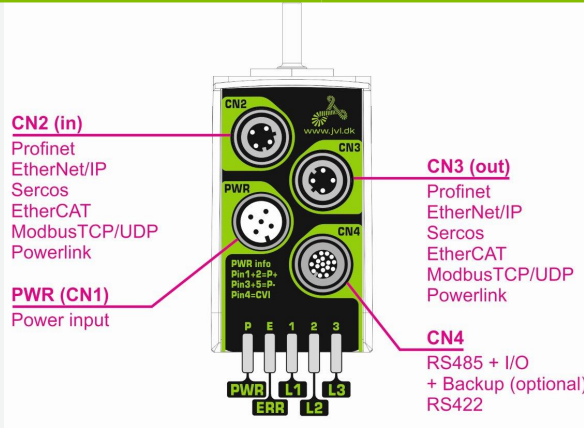 CN2 (in)
Profinet
EtherNet/IP
Sercos
EtherCAT
ModbusTCP/UDP
Powerlink
PWR (CN1)
Power input
CN2
www.jvl.dk
CN3
PWR
CN4
PWR info
Pin1+2=P+
Pin3+5=P-
Pin4=CVI
P E 1 2 3
PWR L1 L3
ERR L2
CN3 (out)
Profinet
EtherNet/IP
Sercos
EtherCAT
ModbusTCP/UDP
Powerlink
CN4
RS485 + I/O
+ Backup (optional)
RS422